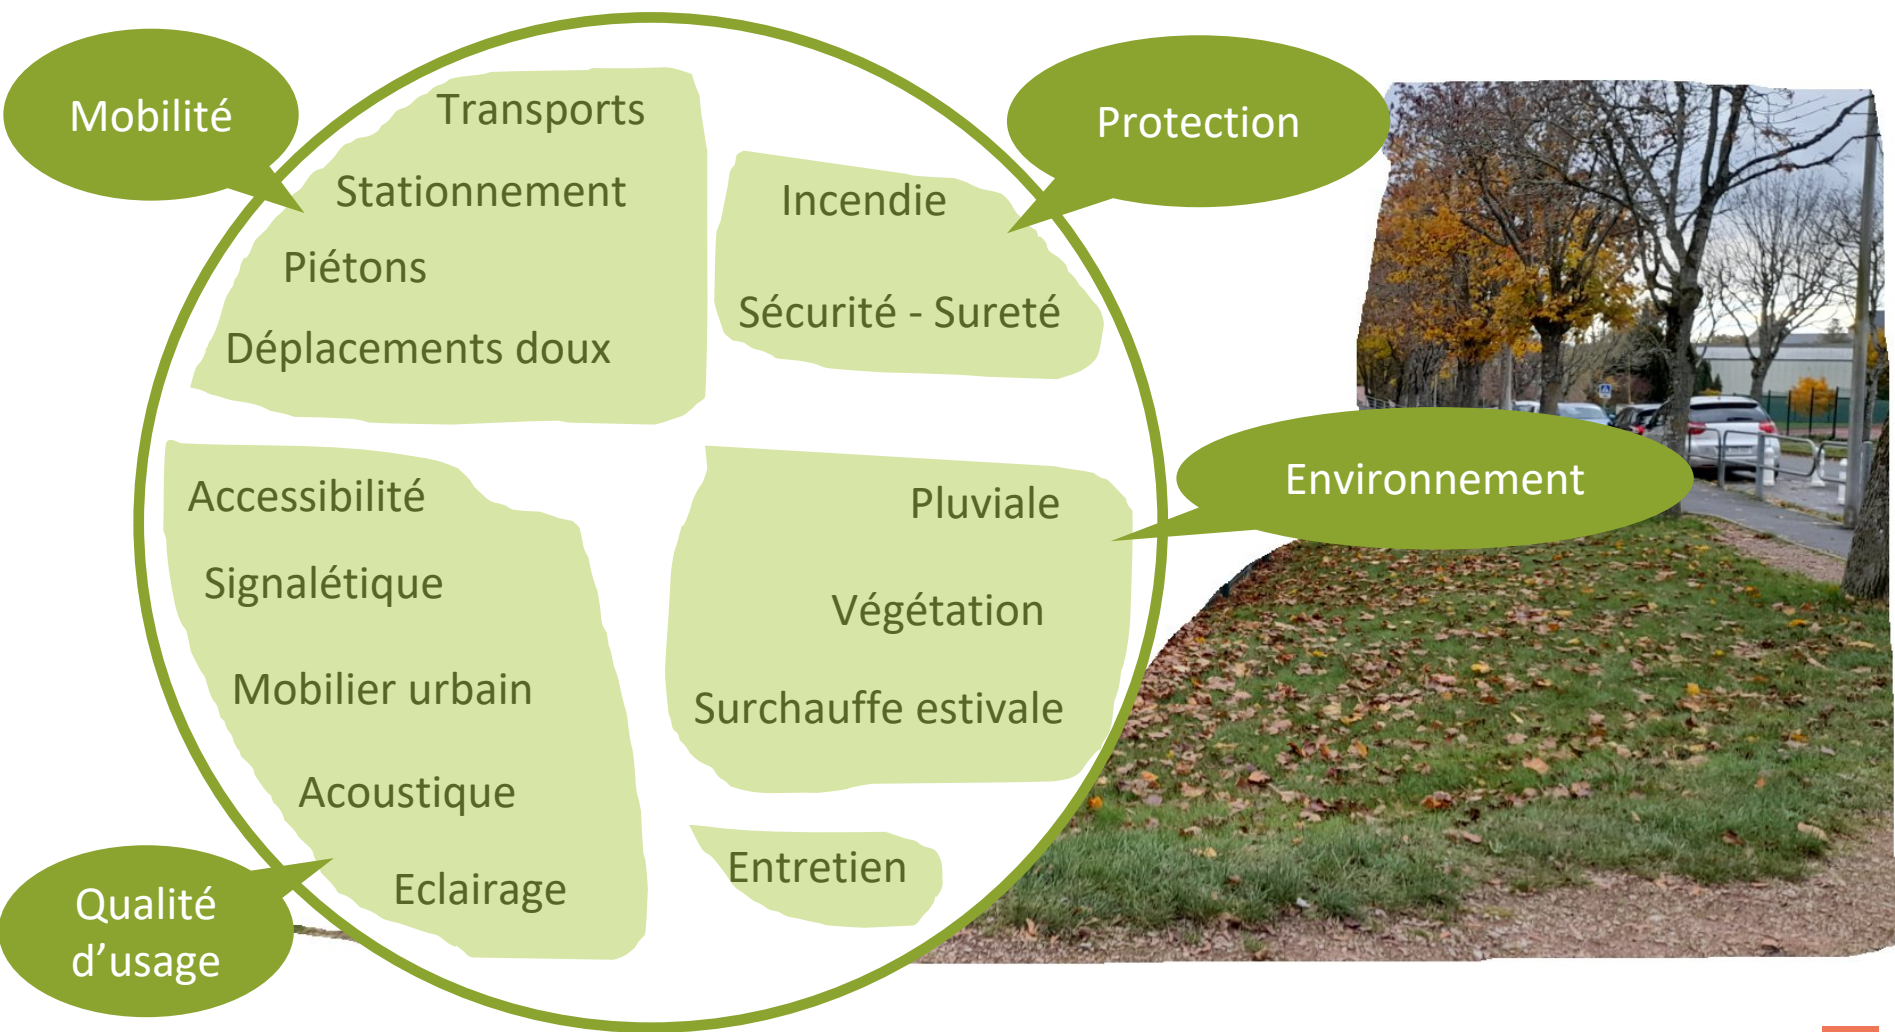 Mobilité
Transports
Stationnement
Piétons
Déplacements doux
Protection
Incendie
Sécurité - Sureté
Accessibilité
Signalétique
Mobilier urbain
Acoustique
Eclairage
Qualité
d’usage
Environnement
Pluviale
Végétation
Surchauffe estivale
Entretien